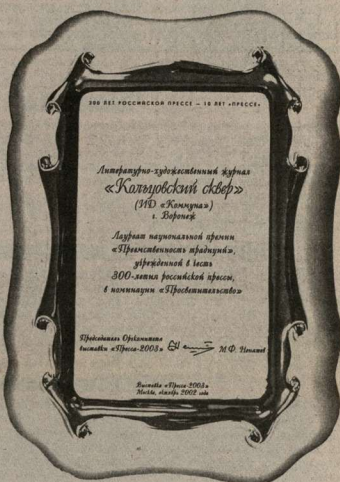 300 ЛЕТ РОССИЙСКОЙ ПРЕССЕ — 10 ЛЕТ «ПРЕССЕ»
Литературно-художественный журнал
«Кольцовский сквер»
(ИД «Коммуна»)
г. Воронеж
Лауреат национальной премии
«Преемственность традиций»,
учрежденной в честь
300-летия российской прессы,
в номинации «Просветительство»
Председатель Оргкомитета
выставки «Пресса-2003» М.Ф. Ненашев
Выставка «Пресса-2003»
Москва, октябрь 2002 года